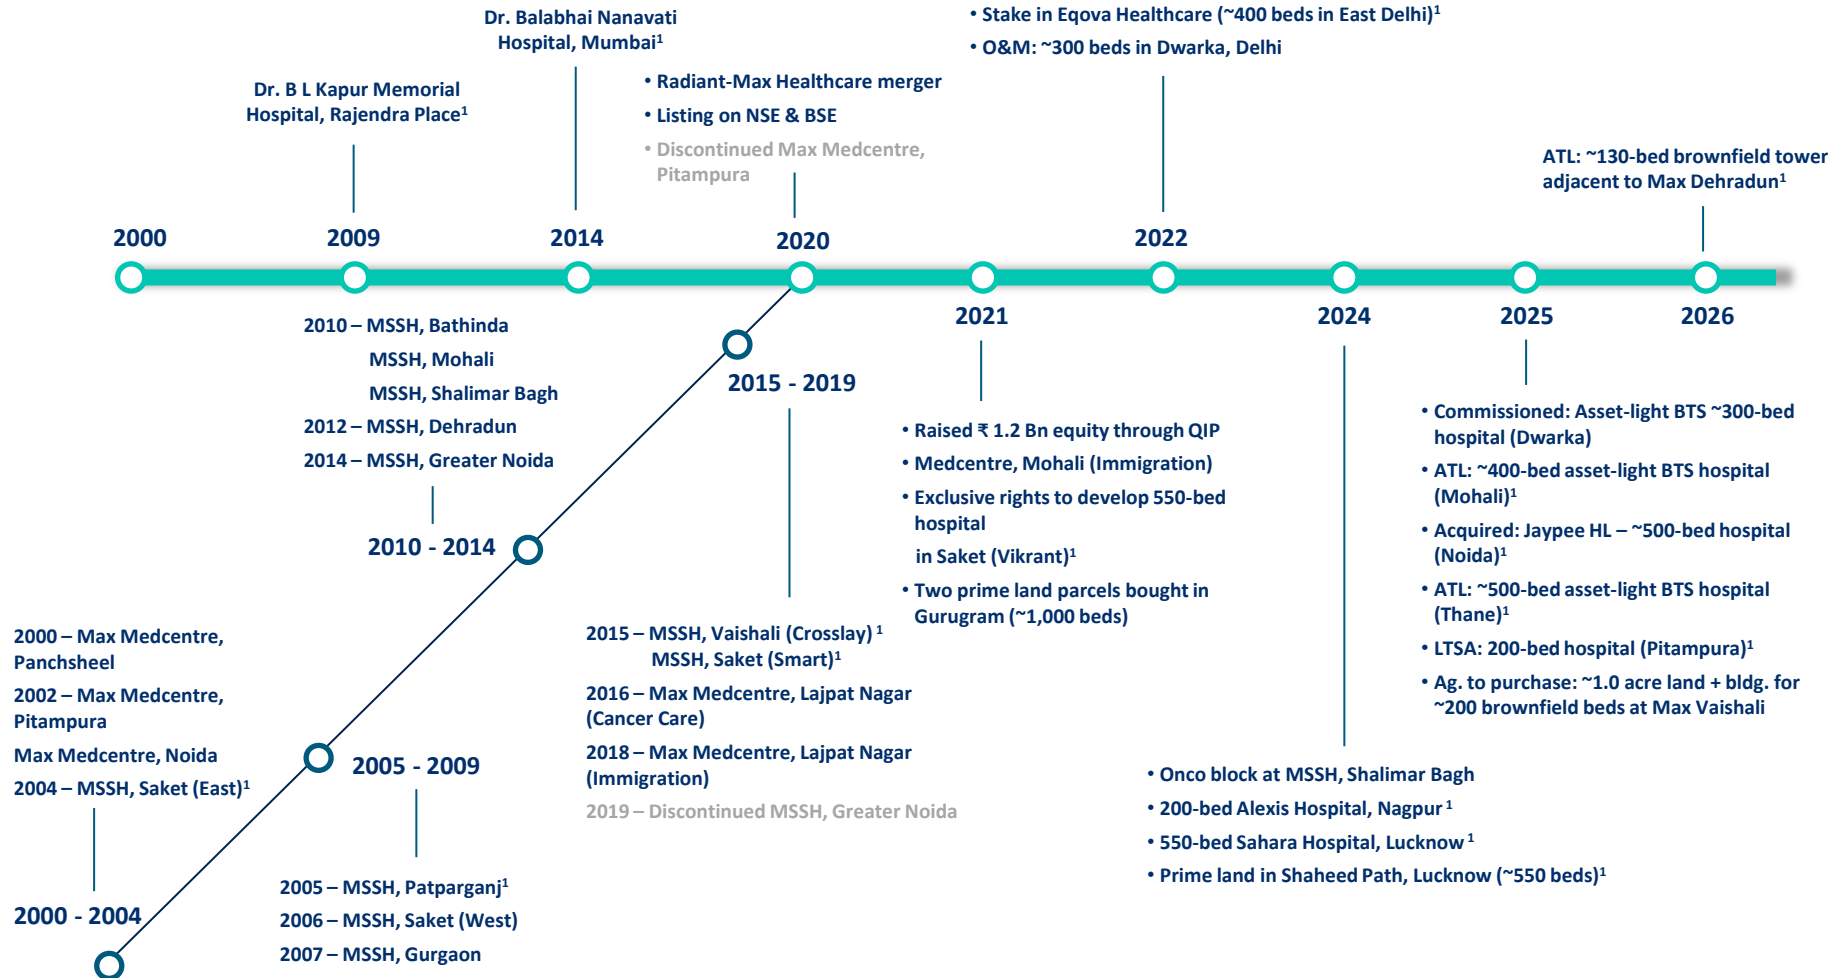 Dr. B L Kapur Memorial
Hospital, Rajendra Place¹
Dr. Balabhai Nanavati
Hospital, Mumbai¹
• Radiant-Max Healthcare merger
• Listing on NSE & BSE
• Discontinued Max Medcentre,
Pitampura
• Stake in Eqova Healthcare (~400 beds in East Delhi)¹
• O&M: ~300 beds in Dwarka, Delhi
ATL: ~130-bed brownfield tower
adjacent to Max Dehradun¹
2000
2009
2014
2020
2022
2021
2024
2025
2026
2010 – MSSH, Bathinda
MSSH, Mohali
MSSH, Shalimar Bagh
2012 – MSSH, Dehradun
2014 – MSSH, Greater Noida
2010 - 2014
2015 - 2019
2015 – MSSH, Vaishali (Crosslay) ¹
MSSH, Saket (Smart)¹
2016 – Max Medcentre, Lajpat Nagar
(Cancer Care)
2018 – Max Medcentre, Lajpat Nagar
(Immigration)
2019 – Discontinued MSSH, Greater Noida
• Raised ₹ 1.2 Bn equity through QIP
• Medcentre, Mohali (Immigration)
• Exclusive rights to develop 550-bed
hospital
in Saket (Vikrant)¹
• Two prime land parcels bought in
Gurugram (~1,000 beds)
• Commissioned: Asset-light BTS ~300-bed
hospital (Dwarka)
• ATL: ~400-bed asset-light BTS hospital
(Mohali)¹
• Acquired: Jaypee HL – ~500-bed hospital
(Noida)¹
• ATL: ~500-bed asset-light BTS hospital
(Thane)¹
• LTSA: 200-bed hospital (Pitampura)¹
• Ag. to purchase: ~1.0 acre land + bldg. for
~200 brownfield beds at Max Vaishali
• Onco block at MSSH, Shalimar Bagh
• 200-bed Alexis Hospital, Nagpur ¹
• 550-bed Sahara Hospital, Lucknow ¹
• Prime land in Shaheed Path, Lucknow (~550 beds)¹
2000 – Max Medcentre,
Panchsheel
2002 – Max Medcentre,
Pitampura
Max Medcentre, Noida
2004 – MSSH, Saket (East)¹
2000 - 2004
2005 - 2009
2005 – MSSH, Patparganj¹
2006 – MSSH, Saket (West)
2007 – MSSH, Gurgaon